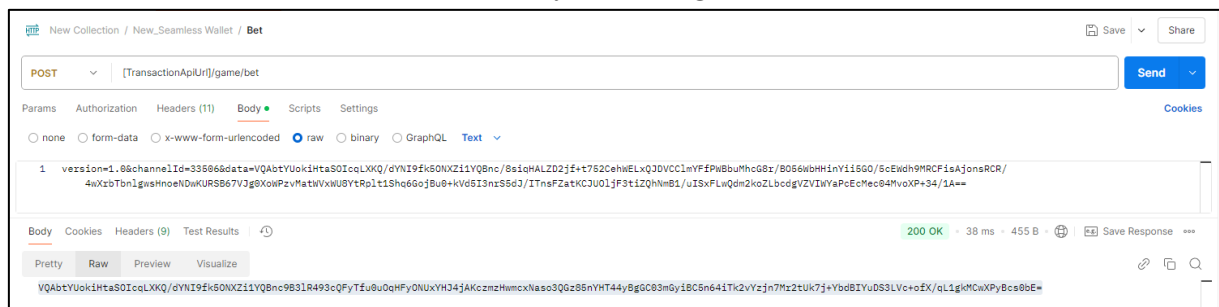 HTTP New Collection / New_Seamless Wallet / Bet Save Share
POST [TransactionApiUrl]/game/bet Send
Params Authorization Headers (11) Body Scripts Settings Cookies
none form-data x-www-form-urlencoded raw binary GraphQL Text
1 version=1.0&channelId=33506&data=VQAbtYUokiHtaSOIcqLXKQ/dYNI9fk5ONXZi1YQBnc/8siqHALZD2jf+t752CehWELxQJDVCClmYFfPWBbuMhcG8r/BO56WbHHinYii5GO/5cEWdh9MRCFisAjonsRCR/
4wXrbTbnlgwsHnoeNDwKURSB67VJg0XoWPzvMatWVxWU8YtRplt1Shq6GojBu0+kVd5I3nrS5dJ/ITnsFZatKCJUOljF3tiZQhNmB1/uISxFLwQdm2koZLbcdgVZVIWYaPcEcMec04MvoXP+34/1A==
Body Cookies Headers (9) Test Results 200 OK 38 ms 455 B Save Response
Pretty Raw Preview Visualize
VQAbtYUokiHtaSOIcqLXKQ/dYNI9fk5ONXZi1YQBnc9B3lR493cQFyTfu0uOqHFyONUxYHJ4jAKczmzHwmcxNaso3QGz85nYHT44yBgGC03mGyiBC5n64iTk2vYzjn7Mr2tUk7j+YbdBIYuDS3LVc+ofX/qL1gkMCwXPyBcs0bE=